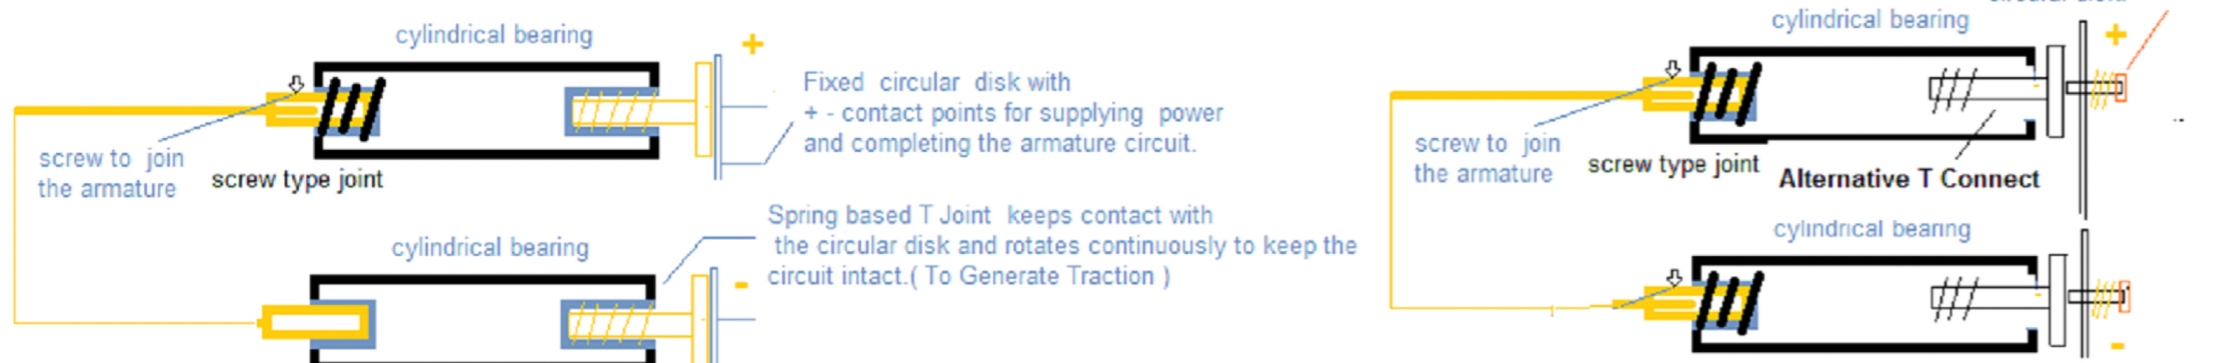 cylindrical bearing
+
Fixed circular disk with
+ - contact points for supplying power
and completing the armature circuit.
screw to join
the armature
screw type joint
Spring based T Joint keeps contact with
the circular disk and rotates continuously to keep the
circuit intact.( To Generate Traction )
cylindrical bearing
-
cylindrical bearing
+
screw to join
the armature
screw type joint
Alternative T Connect
cylindrical bearing
-